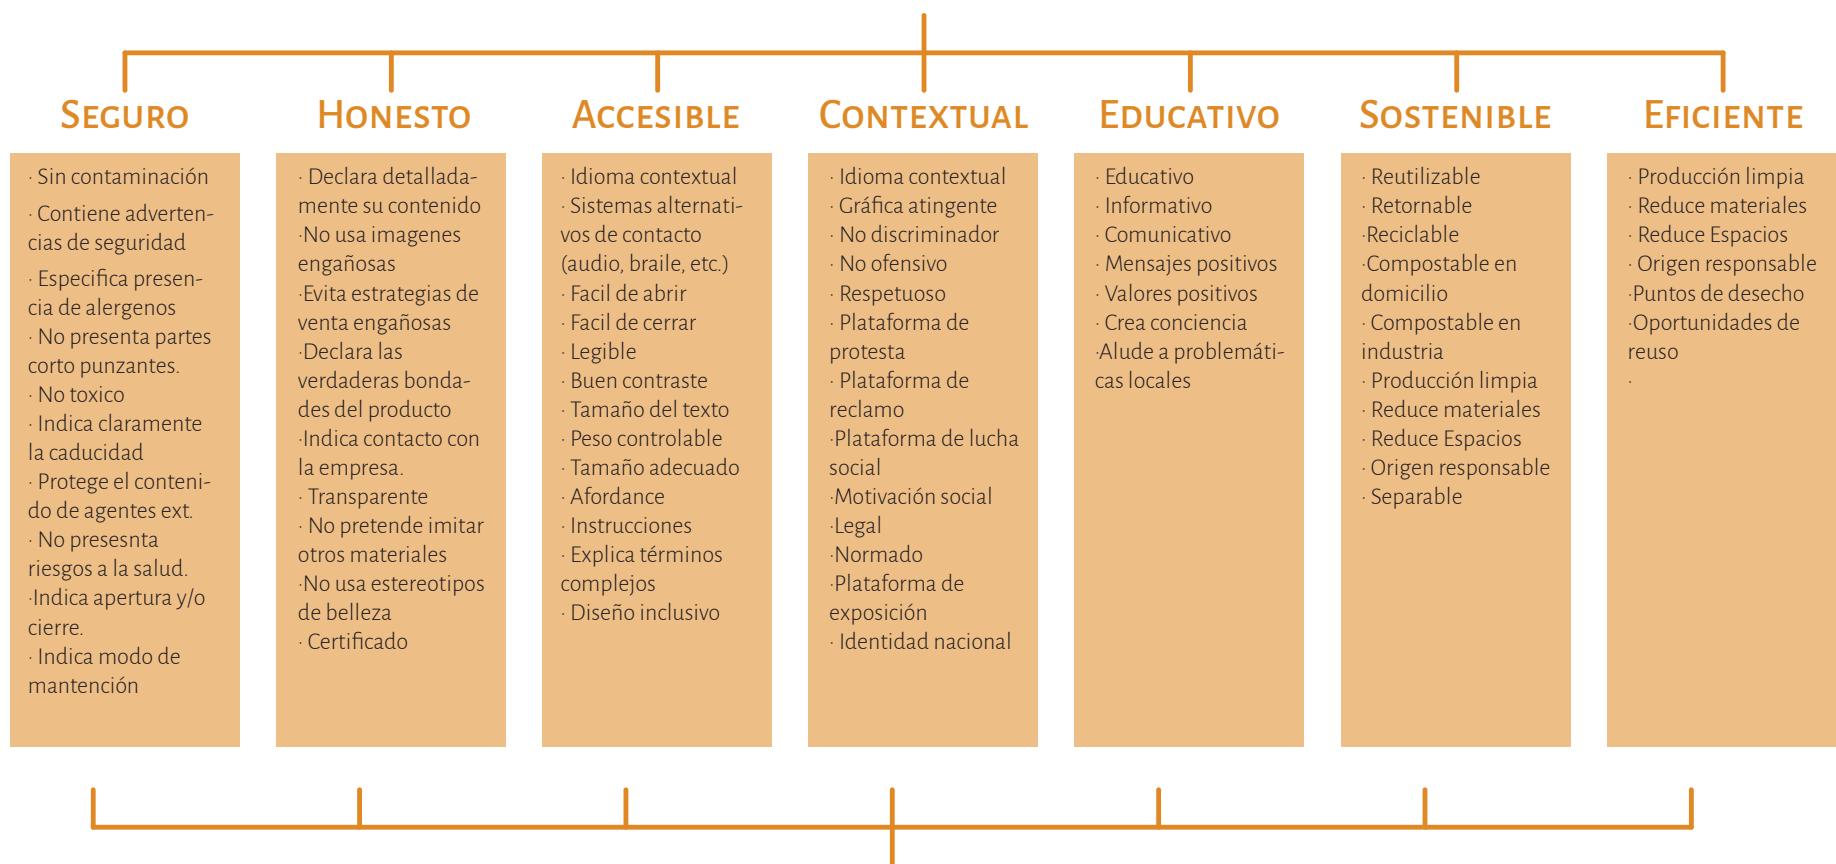 SEGURO
· Sin contaminación
· Contiene adverten-
cias de seguridad
· Especifica presen-
cia de alergenos
· No presenta partes
corto punzantes.
· No toxico
· Indica claramente
la caducidad
· Protege el conteni-
do de agentes ext.
· No presesnta
riesgos a la salud.
·Indica apertura y/o
cierre.
· Indica modo de
mantención
HONESTO
· Declara detallada-
mente su contenido
·No usa imagenes
engañosas
·Evita estrategias de
venta engañosas
·Declara las
verdaderas bonda-
des del producto
·Indica contacto con
la empresa.
· Transparente
· No pretende imitar
otros materiales
·No usa estereotipos
de belleza
· Certificado
ACCESIBLE
· Idioma contextual
· Sistemas alternati-
vos de contacto
(audio, braile, etc.)
· Facil de abrir
· Facil de cerrar
· Legible
· Buen contraste
· Tamaño del texto
· Peso controlable
· Tamaño adecuado
· Afordance
· Instrucciones
· Explica términos
complejos
· Diseño inclusivo
CONTEXTUAL
· Idioma contextual
· Gráfica atingente
· No discriminador
· No ofensivo
· Respetuoso
· Plataforma de
protesta
· Plataforma de
reclamo
·Plataforma de lucha
social
·Motivación social
·Legal
·Normado
·Plataforma de
exposición
· Identidad nacional
EDUCATIVO
· Educativo
· Informativo
· Comunicativo
· Mensajes positivos
· Valores positivos
· Crea conciencia
·Alude a problemáti-
cas locales
SOSTENIBLE
· Reutilizable
· Retornable
·Reciclable
·Compostable en
domicilio
· Compostable en
industria
· Producción limpia
· Reduce materiales
· Reduce Espacios
· Origen responsable
· Separable
EFICIENTE
· Producción limpia
· Reduce materiales
· Reduce Espacios
· Origen responsable
·Puntos de desecho
·Oportunidades de
reuso
·